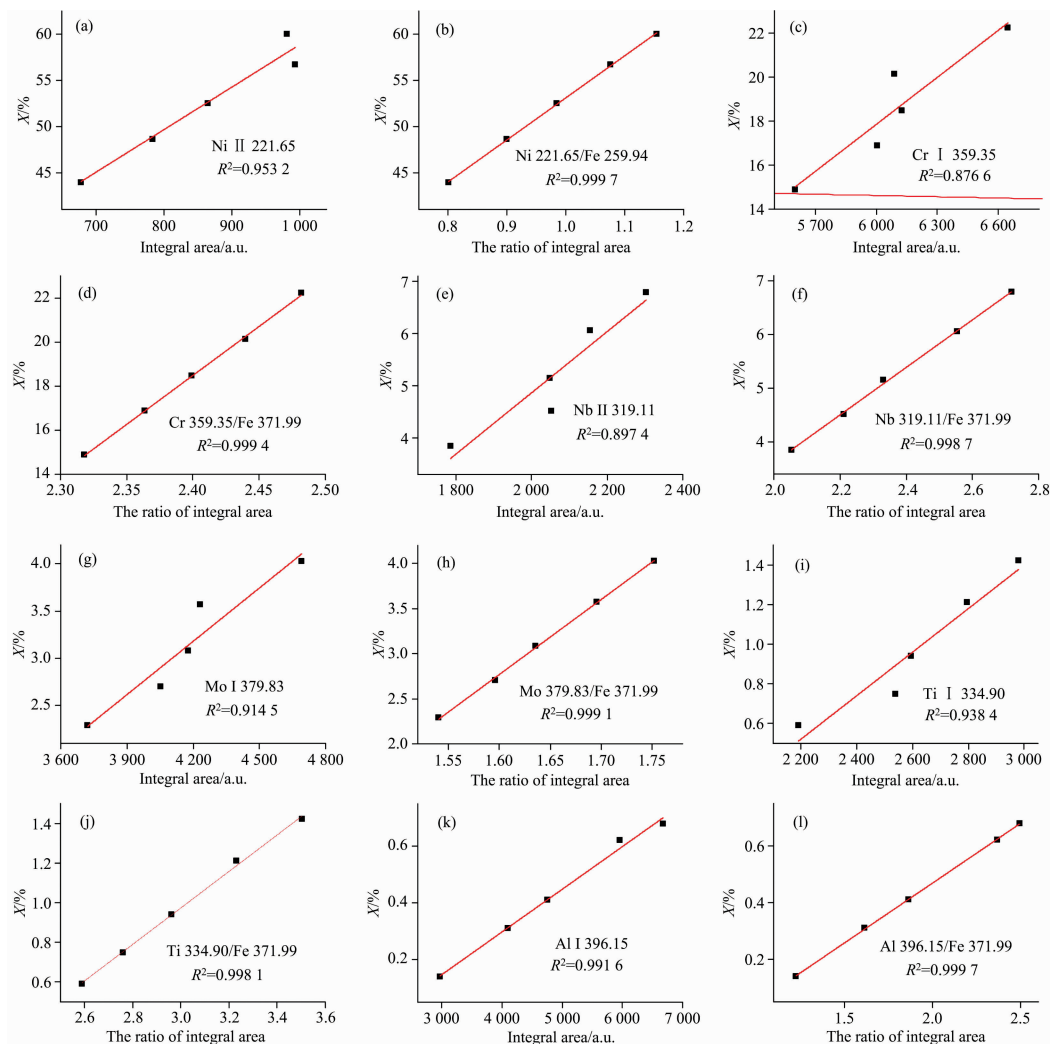 (a)
X/%
60
55
50
45
Ni Ⅱ 221.65
R²=0.953 2
700
800
900
1 000
Integral area/a.u.
(b)
X/%
60
55
50
45
Ni 221.65/Fe 259.94
R²=0.999 7
0.8
0.9
1.0
1.1
1.2
The ratio of integral area
(c)
X/%
22
20
18
16
14
Cr Ⅰ 359.35
R²=0.876 6
5 700
6 000
6 300
6 600
Integral area/a.u.
(d)
X/%
22
20
18
16
14
Cr 359.35/Fe 371.99
R²=0.999 4
2.30
2.35
2.40
2.45
2.50
The ratio of integral area
(e)
X/%
7
6
5
4
Nb II 319.11
R²=0.897 4
1 800
2 000
2 200
2 400
Integral area/a.u.
(f)
X/%
7
6
5
4
3
Nb 319.11/Fe 371.99
R²=0.998 7
2.0
2.2
2.4
2.6
2.8
The ratio of integral area
(g)
X/%
4.0
3.5
3.0
2.5
Mo I 379.83
R²=0.914 5
3 600
3 900
4 200
4 500
4 800
Integral area/a.u.
(h)
X/%
4.0
3.5
3.0
2.5
2.0
Mo 379.83/Fe 371.99
R²=0.999 1
1.55
1.60
1.65
1.70
1.75
The ratio of integral area
(i)
X/%
1.4
1.2
1.0
0.8
0.6
Ti Ⅰ 334.90
R²=0.938 4
2 200
2 400
2 600
2 800
3 000
Integral area/a.u.
(j)
X/%
1.4
1.2
1.0
0.8
0.6
Ti 334.90/Fe 371.99
R²=0.998 1
2.6
2.8
3.0
3.2
3.4
3.6
The ratio of integral area
(k)
X/%
0.6
0.4
0.2
Al I 396.15
R²=0.991 6
3 000
4 000
5 000
6 000
7 000
Integral area/a.u.
(l)
X/%
0.6
0.4
0.2
Al 396.15/Fe 371.99
R²=0.999 7
1.5
2.0
2.5
The ratio of integral area